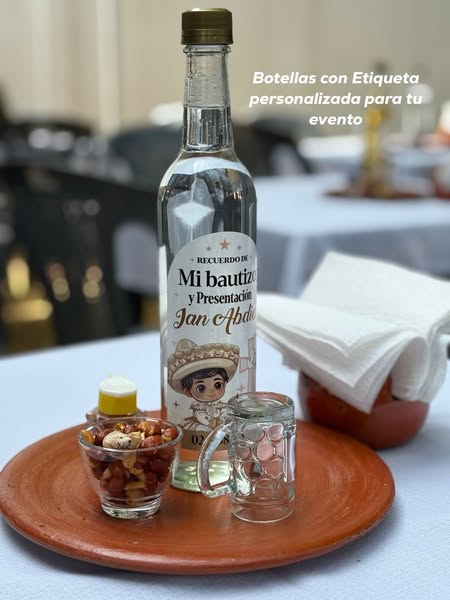 Botellas con Etiqueta
personalizada para tu
evento
RECUERDO DE
Mi bautizo
y Presentación
Jan Abdi